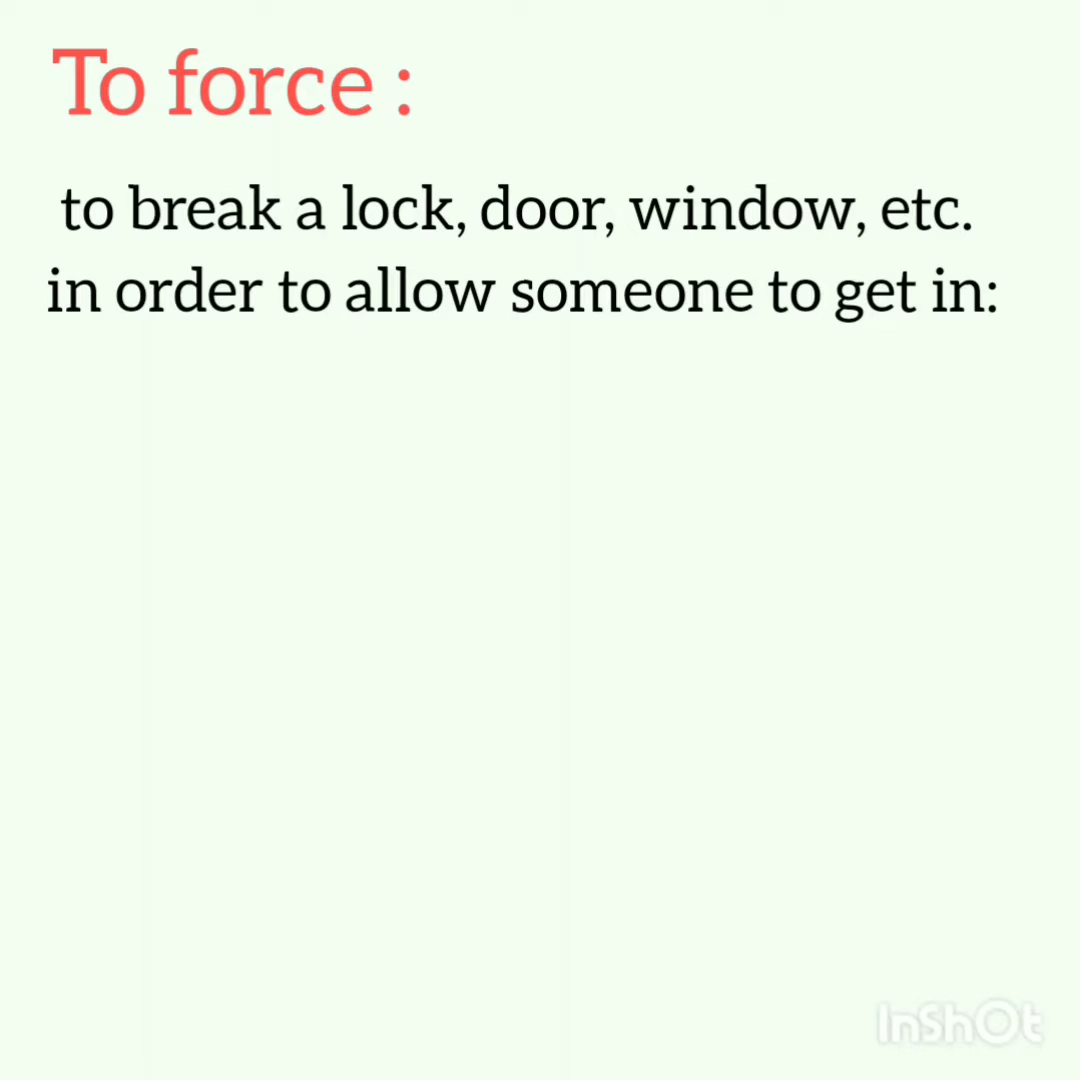 To force :
to break a lock, door, window, etc.
in order to allow someone to get in:
InShOt